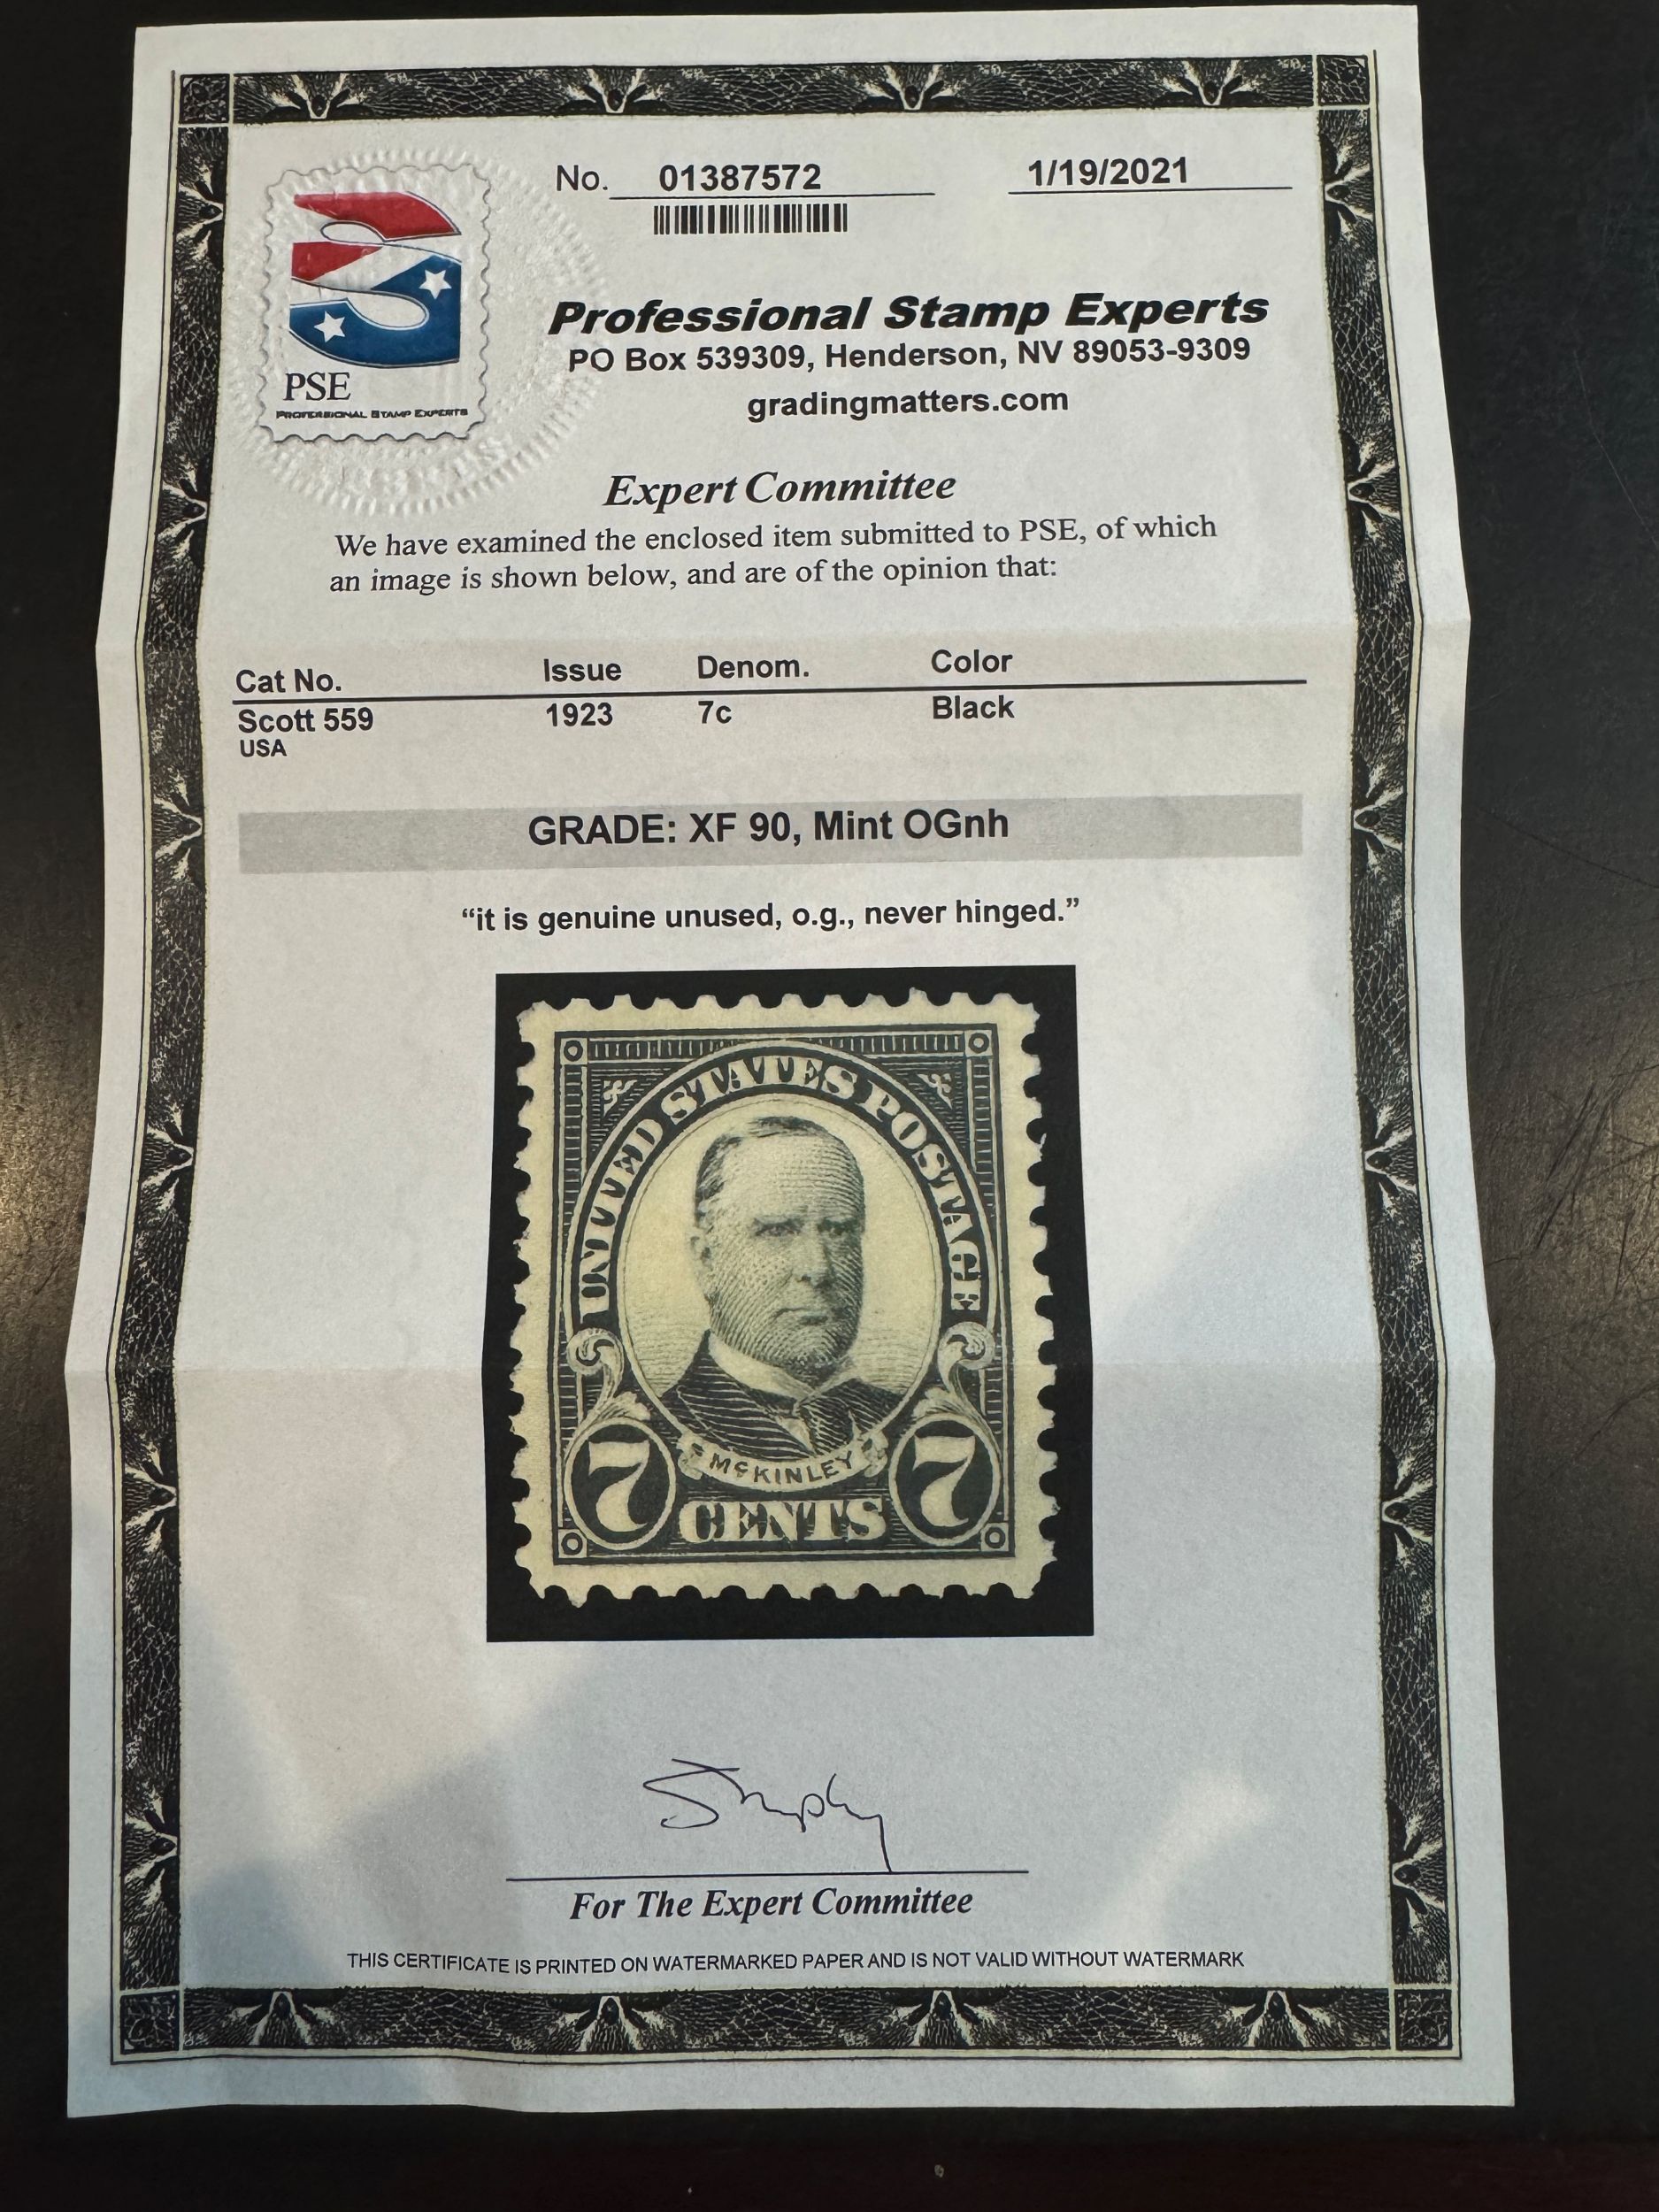 No. 01387572
1/19/2021
PSE
PROFESSIONAL STAMP EXPERTS
Professional Stamp Experts
PO Box 539309, Henderson, NV 89053-9309
gradingmatters.com
Expert Committee
We have examined the enclosed item submitted to PSE, of which
an image is shown below, and are of the opinion that:
Cat No. Issue Denom. Color
Scott 559 1923 7c Black
USA
GRADE: XF 90, Mint OGnh
“it is genuine unused, o.g., never hinged.”
UNITED STATES POSTAGE
MCKINLEY
7 CENTS 7
For The Expert Committee
THIS CERTIFICATE IS PRINTED ON WATERMARKED PAPER AND IS NOT VALID WITHOUT WATERMARK